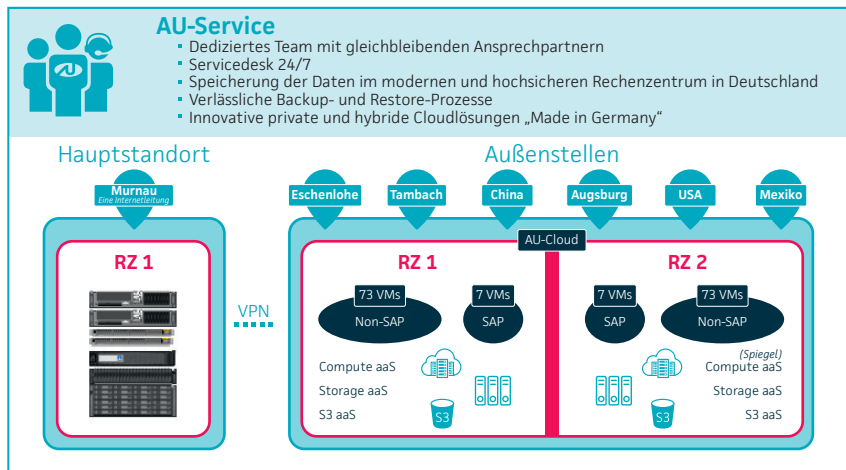 AU-Service
Dediziertes Team mit gleichbleibenden Ansprechpartnern
Servicedesk 24/7
Speicherung der Daten im modernen und hochsicheren Rechenzentrum in Deutschland
Verlässliche Backup- und Restore-Prozesse
Innovative private und hybride Cloudlösungen „Made in Germany“
Hauptstandort
Außenstellen
Murnau
Eine Internetleitung
Eschenlohe
Tambach
China
Augsburg
USA
Mexiko
AU-Cloud
RZ 1
VPN
RZ 1
73 VMs
Non-SAP
7 VMs
SAP
Compute aaS
Storage aaS
S3 aaS
S3
RZ 2
7 VMs
SAP
73 VMs
Non-SAP
(Spiegel)
Compute aaS
Storage aaS
S3 aaS
S3